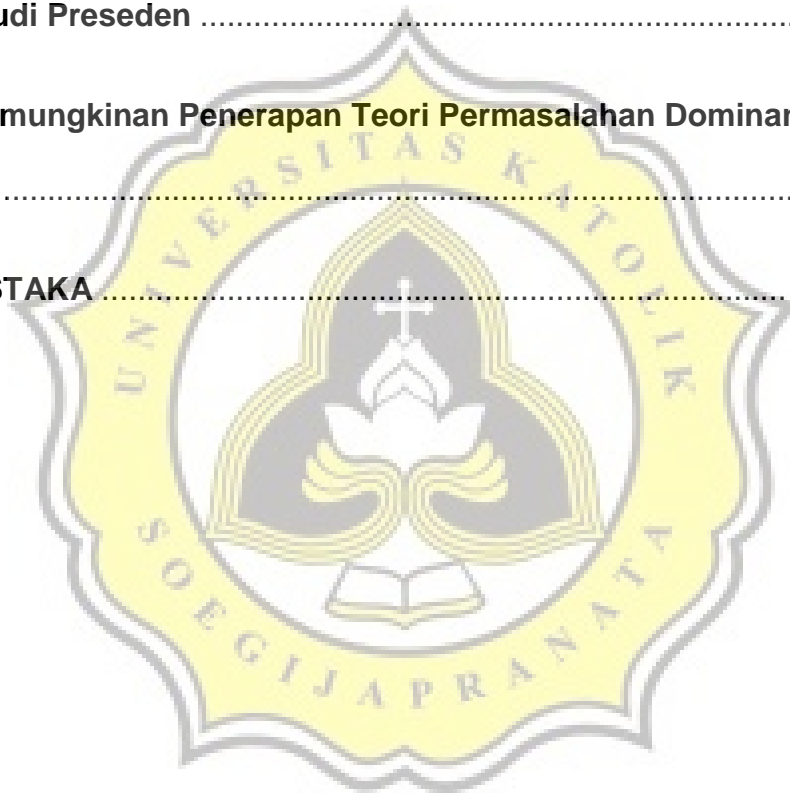 udi Preseden ......................................................................
mungkinan Penerapan Teori Permasalahan Dominan
......................................................................................................
STAKA ...................................................................................
UNIVERSITAS KATOLIK
SOEGIJAPRANATA